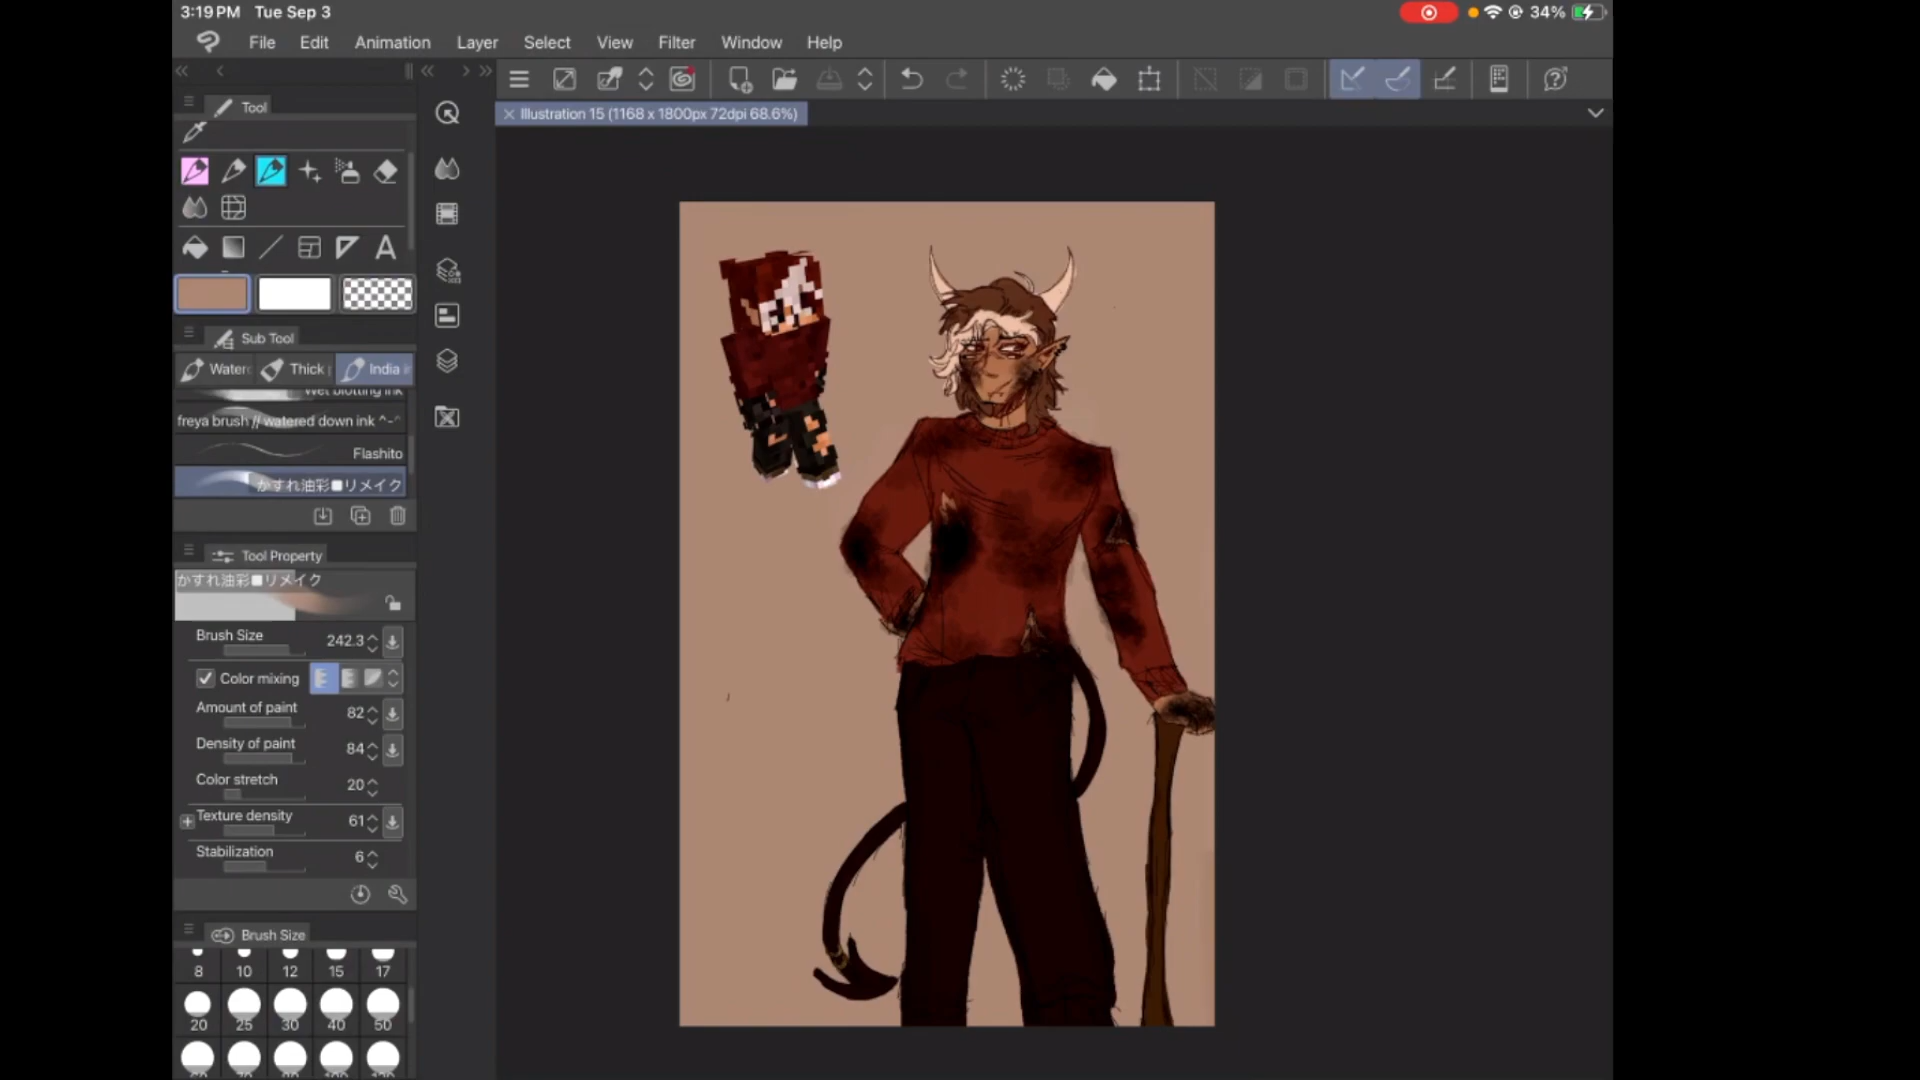 3:19 PM Tue Sep 3
34%
File Edit Animation Layer Select View Filter Window Help
Tool
Illustration 15 (1168 x 1800px 72dpi 68.6%)
A
Sub Tool
Thick
India
Wet blotting ink
freya brush // watered down ink ^-^
Flashito
かすれ油彩■リメイク
Tool Property
かすれ油彩■リメイク
Brush Size 242.3
Color mixing
Amount of paint 82
Density of paint 84
Color stretch 20
Texture density 61
Stabilization 6
Brush Size
8 10 12 15 17
20 25 30 40 50